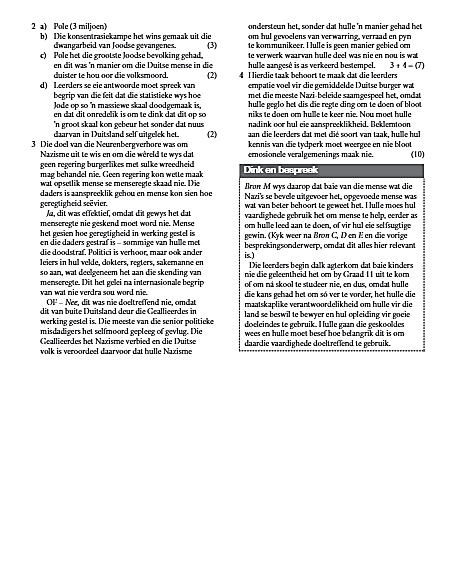 2 a) Pole (3 miljoen)
b) Die konsentrasiekampe het wins gemaak uit die
dwangarbeid van Joodse gevangenes. (3)
c) Pole het die grootste Joodse bevolking gehad,
en dit was 'n manier om die Duitse mense in die
duister te hou oor die volksmoord. (2)
d) Leerders se eie antwoorde moet spreek van
begrip van die feit dat die statistieke wys hoe
Jode op so 'n massiewe skaal doodgemaak is,
en dat dit onredelik is om te dink dat dit op so
'n groot skaal kon gebeur het sonder dat nuus
daarvan in Duitsland self uitgelek het. (2)
3 Die doel van die Neurenbergverhore was om
Nazisme uit te wis en om die wêreld te wys dat
geen regering burgerlikes met sulke wreedheid
mag behandel nie. Geen regering kon wette maak
wat opsetlik mense se menseregte skaad nie. Die
daders is aanspreeklik gehou en mense kon sien hoe
geregtigheid seëvier.
Ja, dit was effektief, omdat dit gewys het dat
menseregte nie geskend moet word nie. Mense
het gesien hoe geregtigheid in werking gestel is
en die daders gestraf is – sommige van hulle met
die doodstraf. Politici is verhoor, maar ook ander
leiers in hul velde, dokters, regters, sakemanne en
so aan, wat deelgeneem het aan die skending van
menseregte. Dit het gelei na internasionale begrip
van wat nie verdra sou word nie.
OF – Nee, dit was nie doeltreffend nie, omdat
dit van buite Duitsland deur die Geallieerdes in
werking gestel is. Die meeste van die senior politieke
misdadigers het selfmoord gepleeg of gevlug. Die
Geallieerdes het Nazisme verbied en die Duitse
volk is veroordeel daarvoor dat hulle Nazisme
ondersteun het, sonder dat hulle 'n manier gehad het
om hul gevoelens van verwarring, verraad en pyn
te kommunikeer. Hulle is geen manier gebied om
te verwerk waarvan hulle deel was nie en nou is wat
hulle aangesê is as verkeerd bestempel. 3 + 4 = (7)
4 Hierdie taak behoort te maak dat die leerders
empatie voel vir die gemiddelde Duitse burger wat
met die meeste Nazi-beleide saamgespeel het, omdat
hulle geglo het dis die regte ding om te doen of bloot
niks te doen om hulle te keer nie. Nou moet hulle
nadink oor hul eie aanspreeklikheid. Beklemtoon
aan die leerders dat met dié soort van taak, hulle hul
kennis van die tydperk moet weergee en nie bloot
emosionele veralgemenings maak nie. (10)
Dink en bespreek
Bron M wys daarop dat baie van die mense wat die
Nazi's se bevele uitgevoer het, opgevoede mense was
wat van beter behoort te geweet het. Hulle moes hul
vaardighede gebruik het om mense te help, eerder as
om hulle leed aan te doen, of vir hul eie selfsugtige
gewin. (Kyk weer na Bron C, D en E en die vorige
besprekingsonderwerp, omdat dit alles hier relevant
is.)
Die leerders begin dalk agterkom dat baie kinders
nie die geleentheid het om by Graad 11 uit te kom
of om ná skool te studeer nie, en dus, omdat hulle
die kans gehad het om só ver te vorder, het hulle die
maatskaplike verantwoordelikheid om hulle vir die
land se beswil te bewyer en hul opleiding vir goeie
doeleindes te gebruik. Hulle gaan die geskooldes
wees en hulle moet besef hoe belangrik dit is om
daardie vaardighede doeltreffend te gebruik.